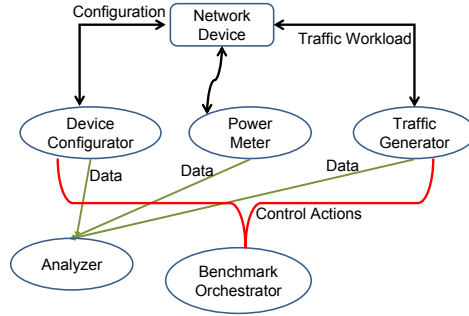 Configuration
Network
Device
Traffic Workload
Device
Configurator
Power
Meter
Traffic
Generator
Data
Data
Data
Control Actions
Analyzer
Benchmark
Orchestrator